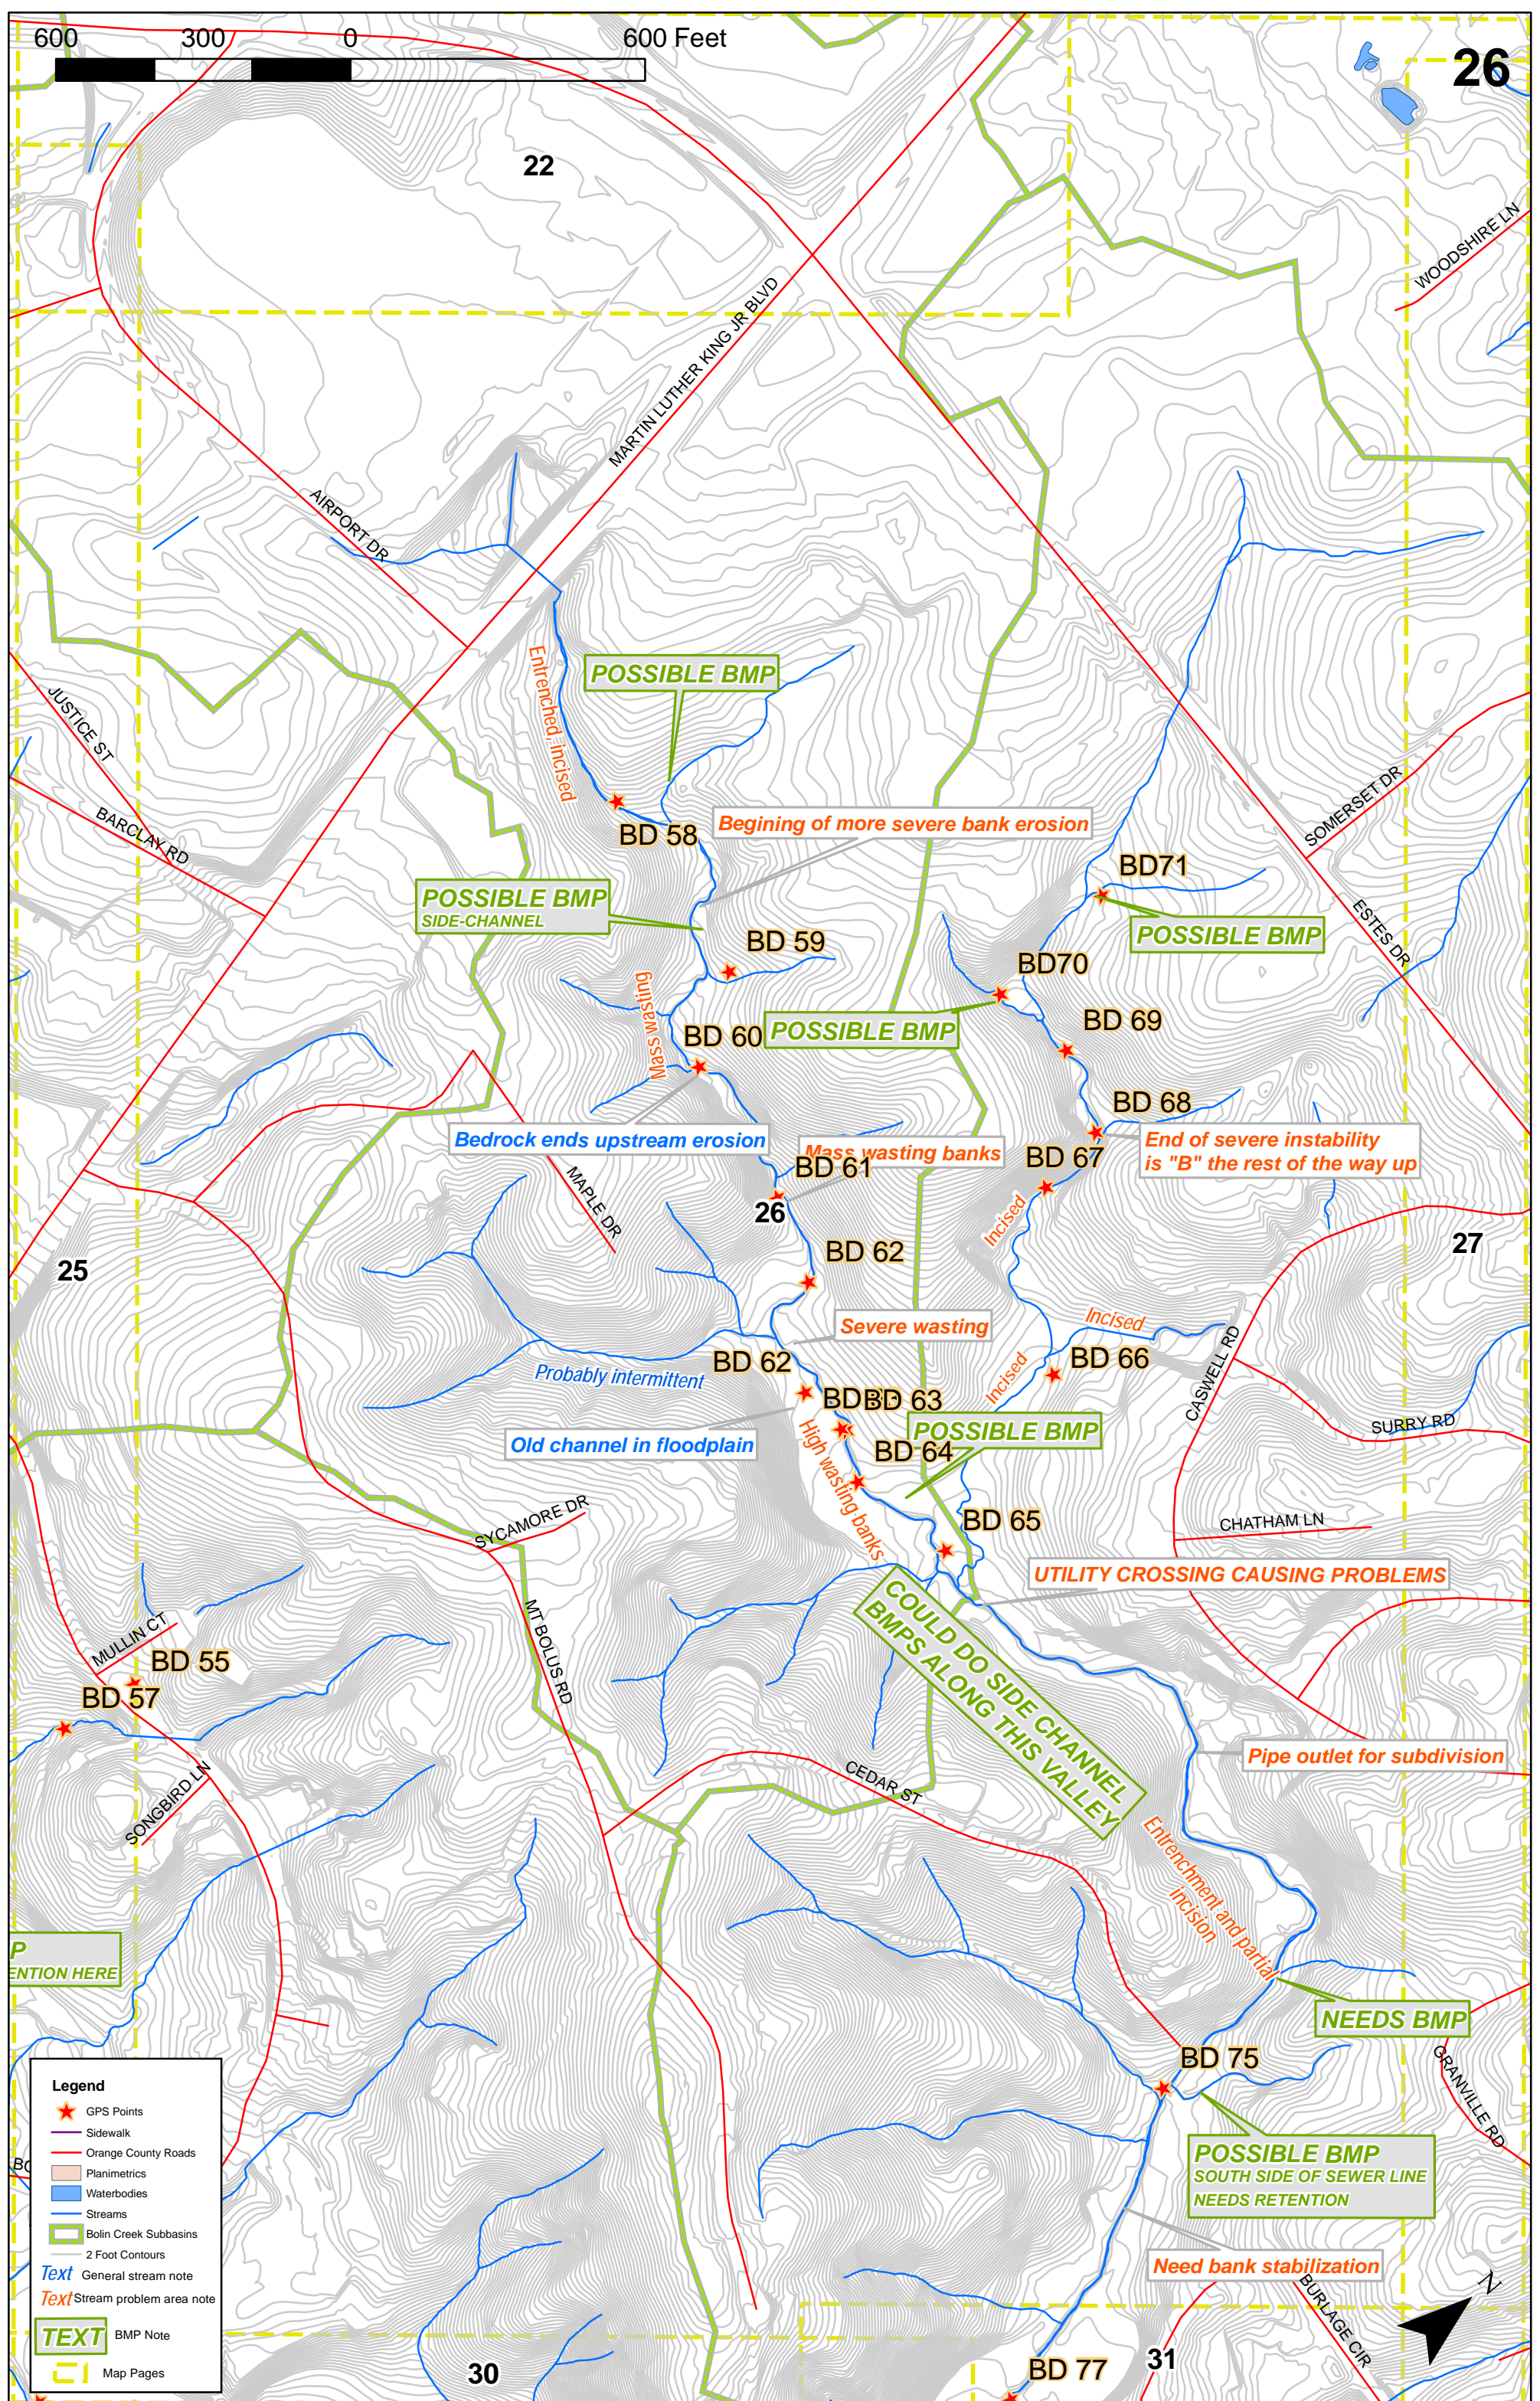 600 300 0 600 Feet
26
22
WOODSHIRE LN
MARTIN LUTHER KING JR BLVD
AIRPORT DR
POSSIBLE BMP
Entrenched, incised
JUSTICE ST
BARCLAY RD
SOMERSET DR
BD 58
Begining of more severe bank erosion
BD71
POSSIBLE BMP
SIDE-CHANNEL
ESTES DR
POSSIBLE BMP
BD 59
BD70
Mass wasting
BD 60
POSSIBLE BMP
BD 69
BD 68
Bedrock ends upstream erosion
Mass wasting banks
BD 61
BD 67
End of severe instability
is "B" the rest of the way up
MAPLE DR
26
Incised
25
BD 62
27
Severe wasting
Incised
BD 62
Probably intermittent
BD 66
Incised
CASWELL RD
BD
BD 63
SURRY RD
Old channel in floodplain
POSSIBLE BMP
BD 64
High wasting banks
SYCAMORE DR
BD 65
CHATHAM LN
UTILITY CROSSING CAUSING PROBLEMS
MULLIN CT
MT BOLUS RD
COULD DO SIDE CHANNEL
BMPS ALONG THIS VALLEY
BD 55
BD 57
Pipe outlet for subdivision
CEDAR ST
SONGBIRD LN
Entrenchment and partial
incision
P
ENTION HERE
NEEDS BMP
BD 75
GRANVILLE RD
POSSIBLE BMP
SOUTH SIDE OF SEWER LINE
NEEDS RETENTION
Need bank stabilization
BURLAGE CIR
N
BO
Legend
GPS Points
Sidewalk
Orange County Roads
Planimetrics
Waterbodies
Streams
Bolin Creek Subbasins
2 Foot Contours
Text General stream note
Text Stream problem area note
TEXT BMP Note
Map Pages
30
31
BD 77